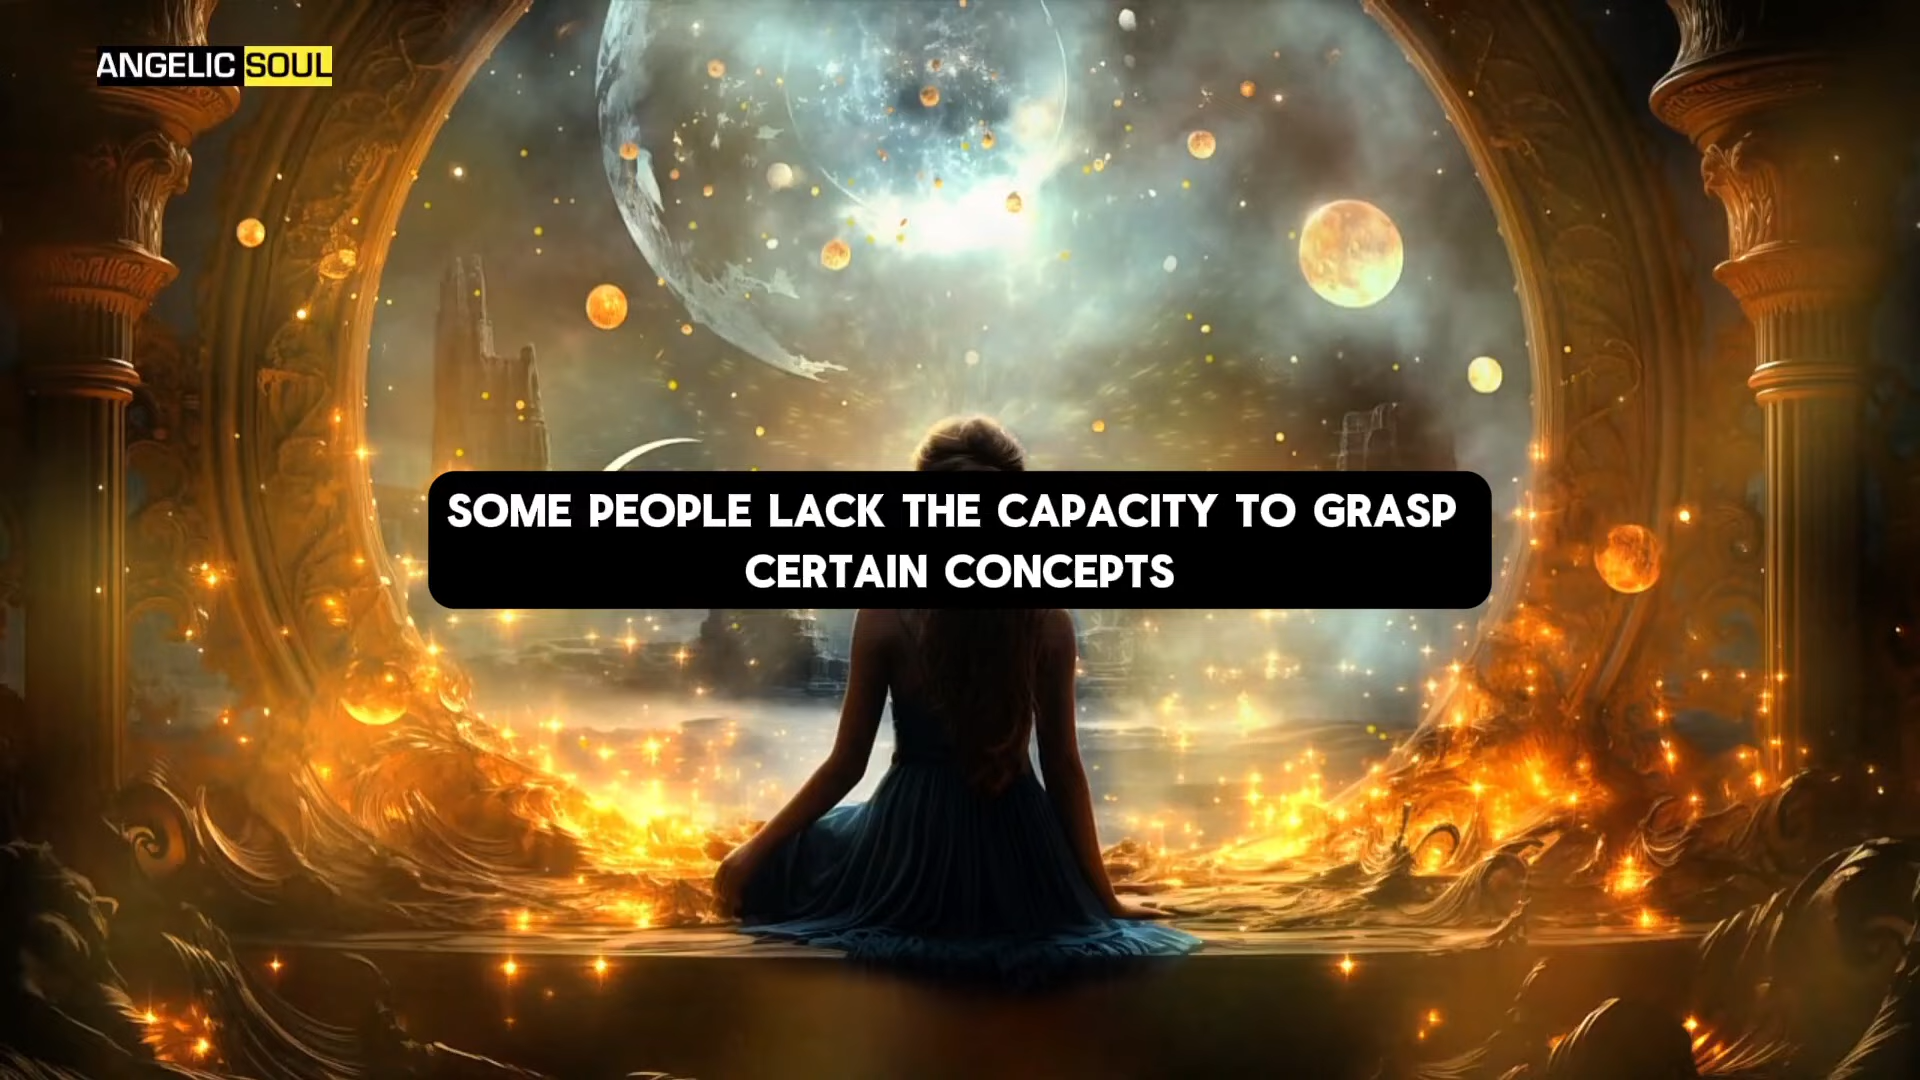 ANGELIC SOUL
SOME PEOPLE LACK THE CAPACITY TO GRASP
CERTAIN CONCEPTS